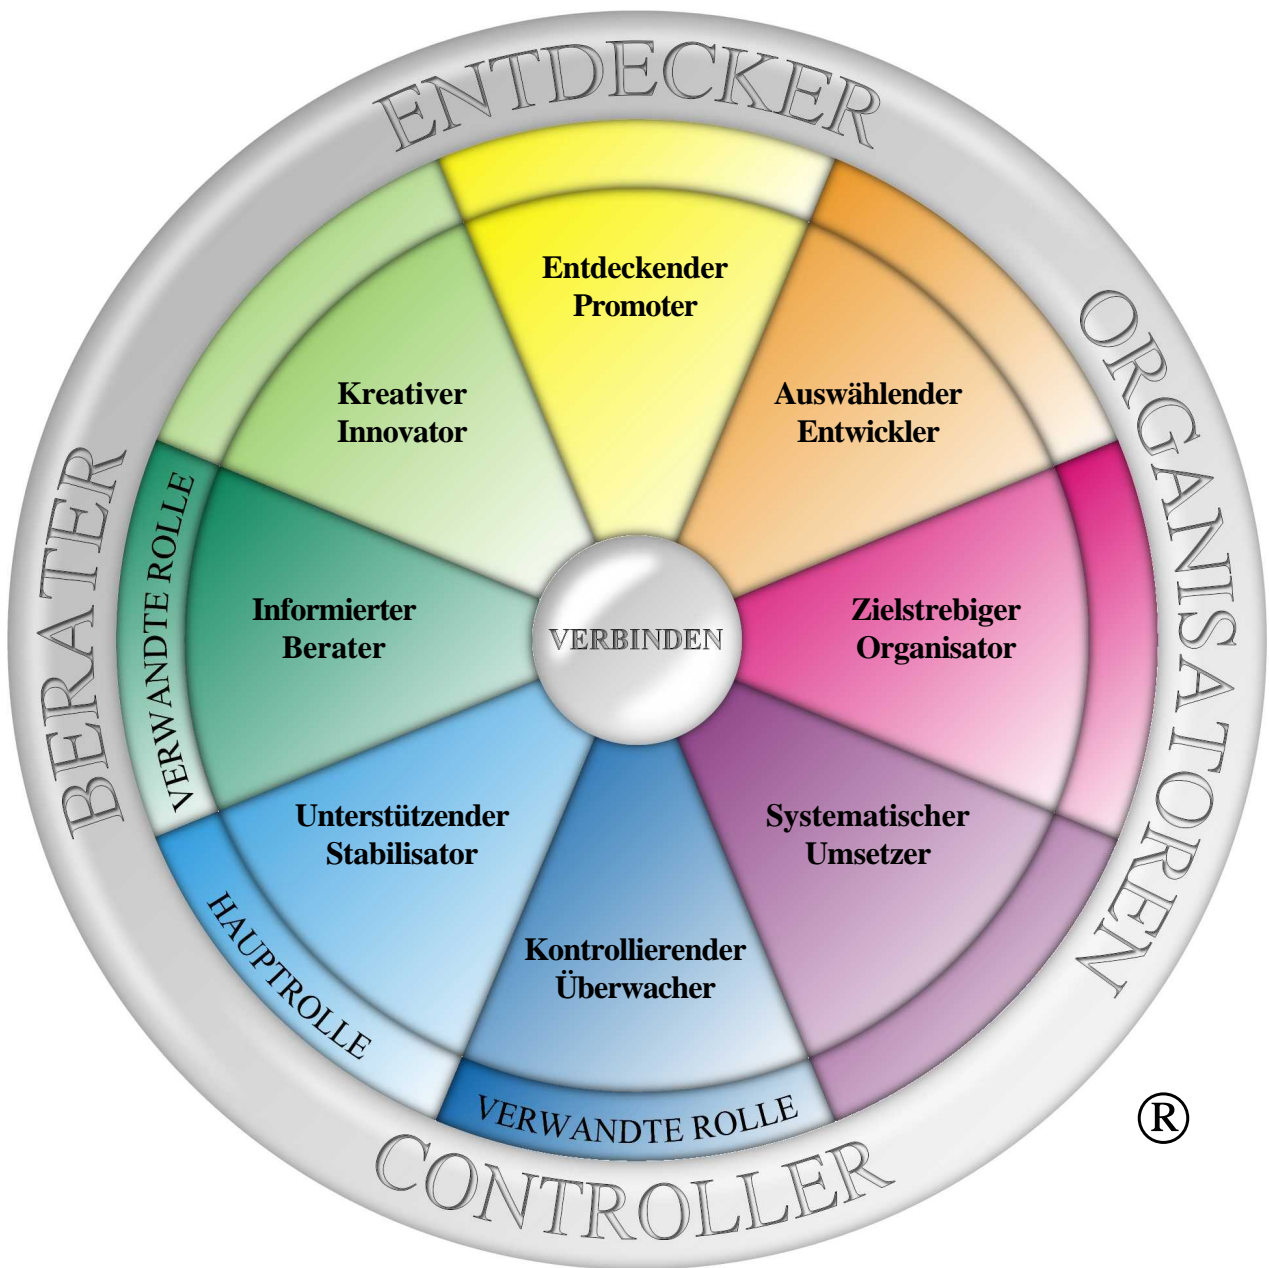 ENTDECKER
Entdeckender
Promoter
Kreativer
Innovator
Auswählender
Entwickler
ORGANISATOREN
BERATER
VERWANDTE ROLLE
Informierter
Berater
VERBINDEN
Zielstrebiger
Organisator
Unterstützender
Stabilisator
Systematischer
Umsetzer
HAUPTROLLE
Kontrollierender
Überwacher
VERWANDTE ROLLE
CONTROLLER
®